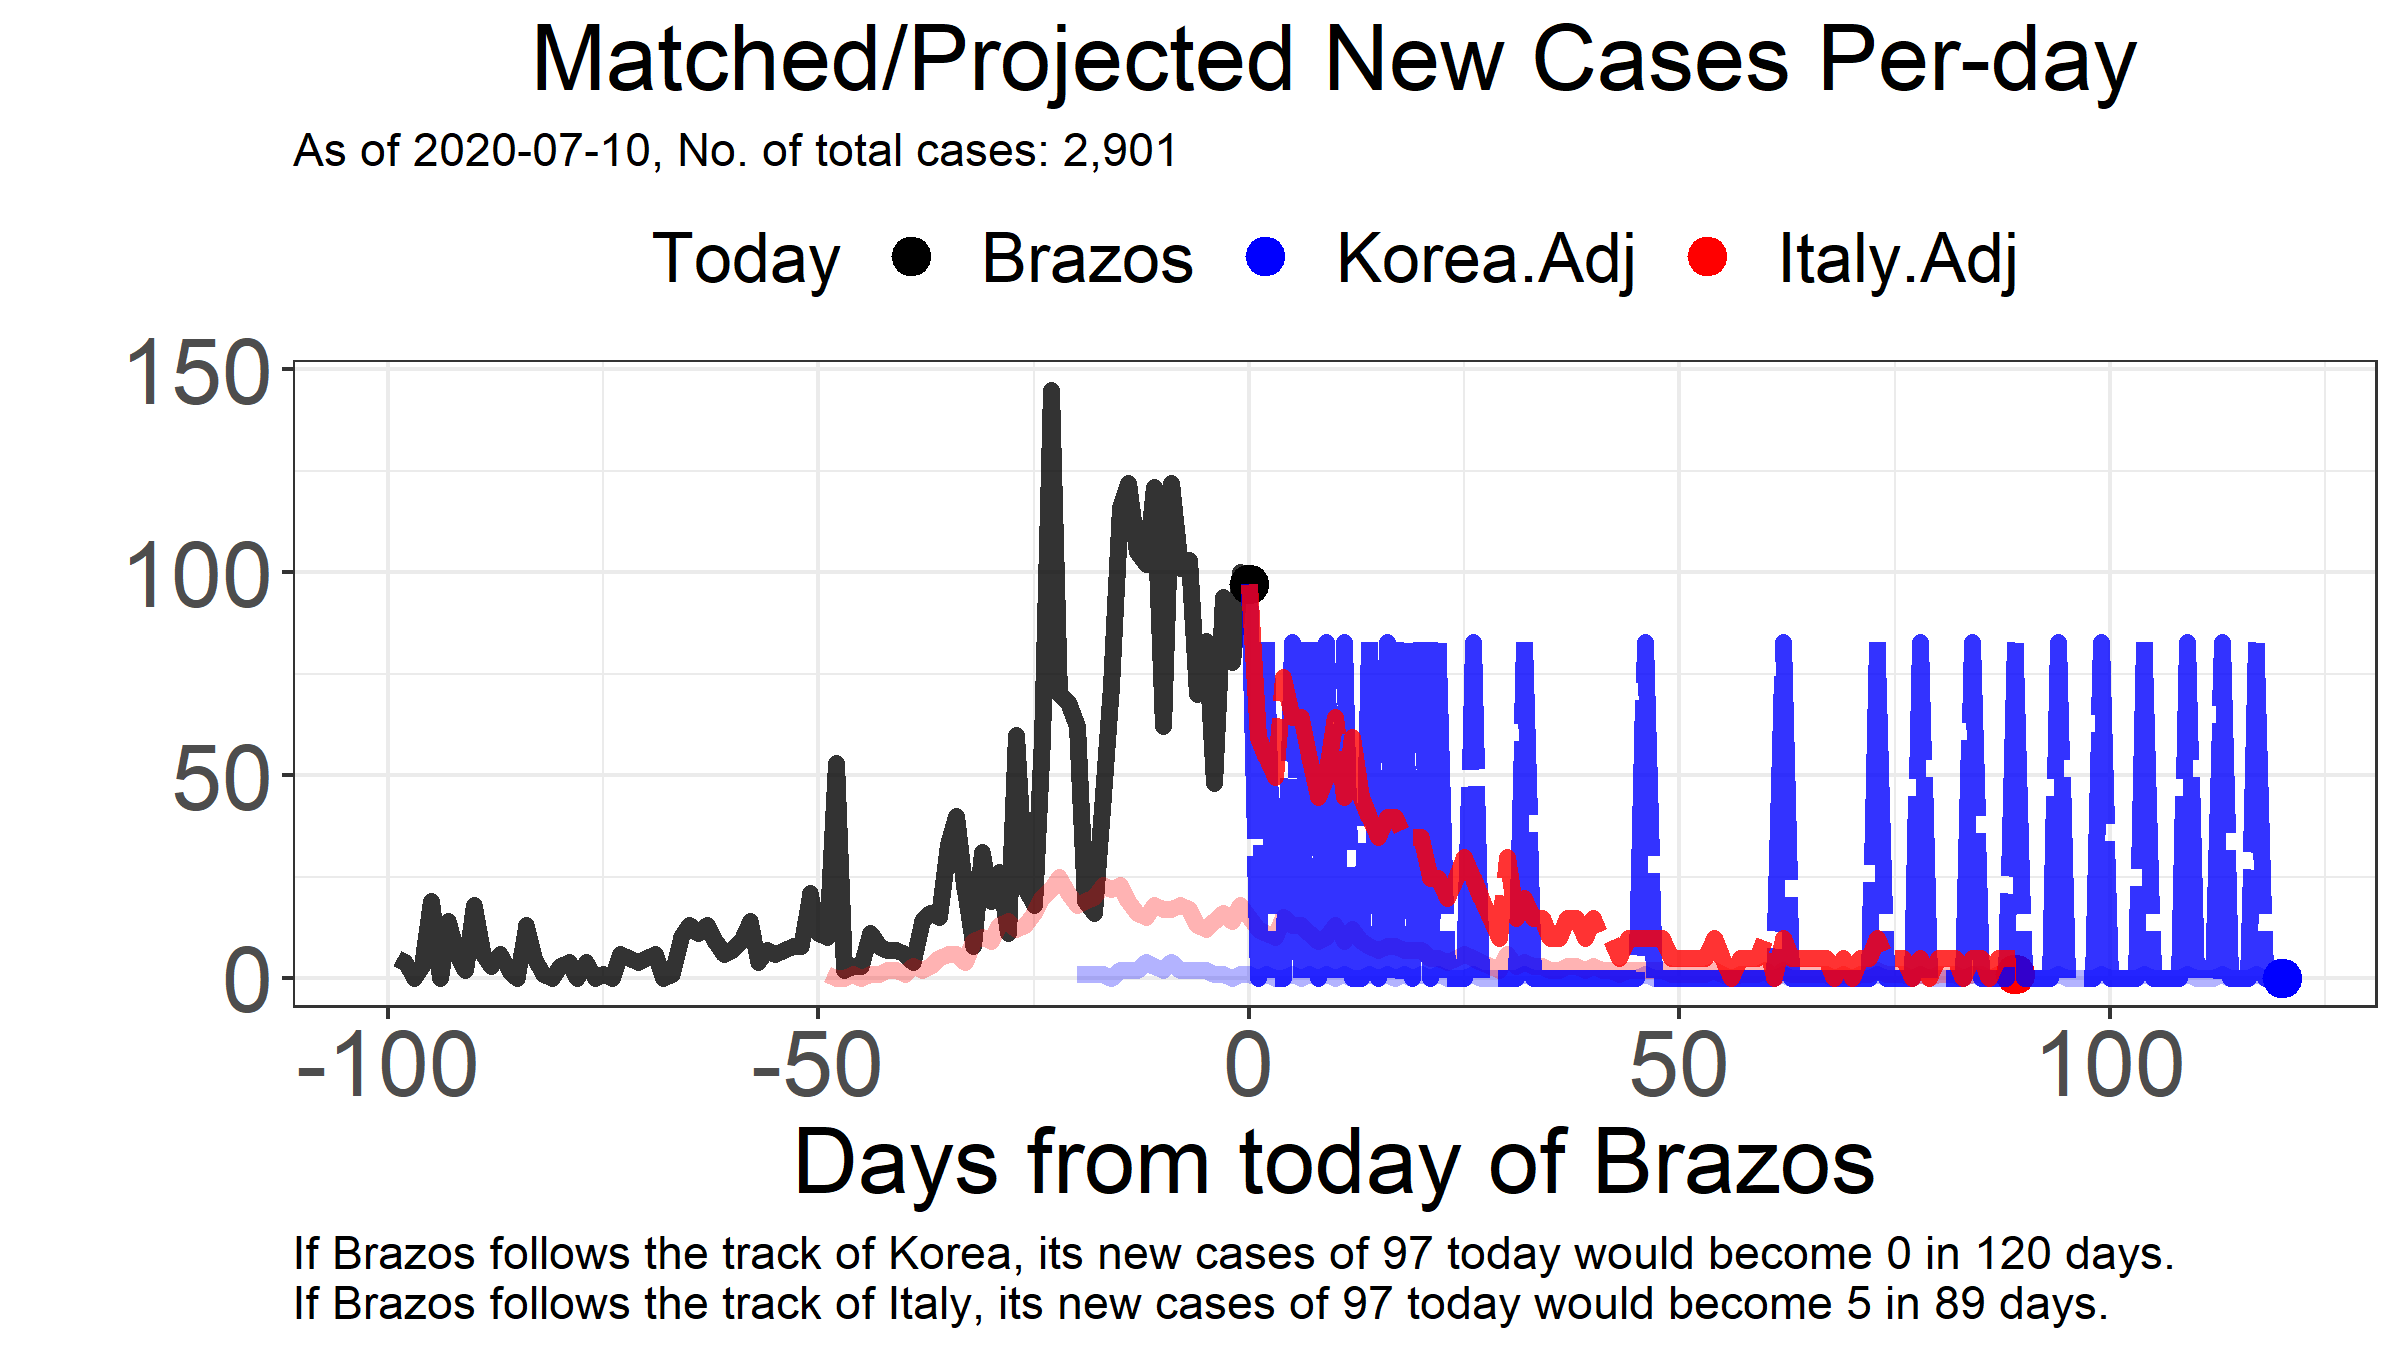 Matched/Projected New Cases Per-day
As of 2020-07-10, No. of total cases: 2,901
Today Brazos Korea.Adj Italy.Adj
150
100
50
0
-100 -50 0 50 100
Days from today of Brazos
If Brazos follows the track of Korea, its new cases of 97 today would become 0 in 120 days.
If Brazos follows the track of Italy, its new cases of 97 today would become 5 in 89 days.